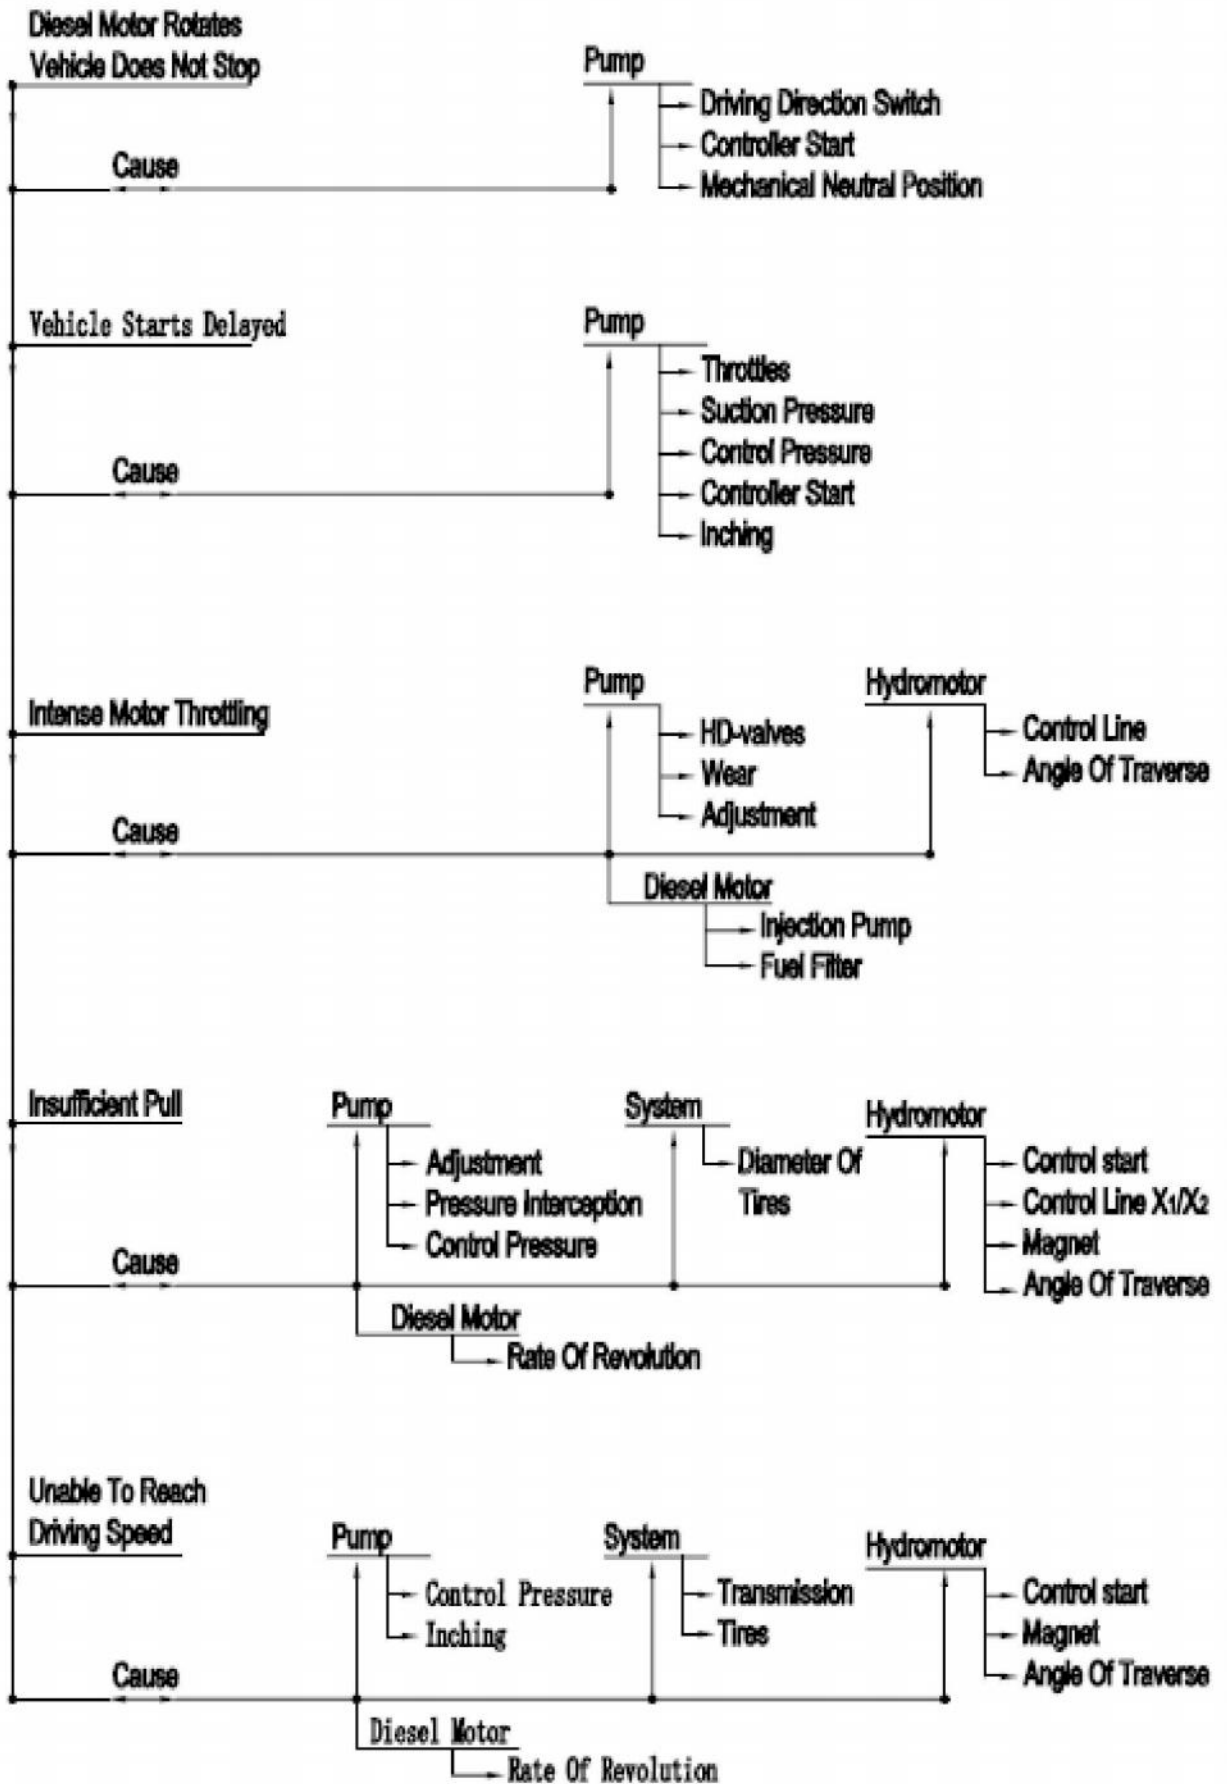 Diesel Motor Rotates
Vehicle Does Not Stop
Pump
Driving Direction Switch
Controller Start
Mechanical Neutral Position
Cause
Vehicle Starts Delayed
Pump
Throttles
Suction Pressure
Control Pressure
Controller Start
Inching
Cause
Intense Motor Throttling
Pump
HD-valves
Wear
Adjustment
Hydromotor
Control Line
Angle Of Traverse
Cause
Diesel Motor
Injection Pump
Fuel Filter
Insufficient Pull
Pump
Adjustment
Pressure Interception
Control Pressure
System
Diameter Of
Tires
Hydromotor
Control start
Control Line X1/X2
Magnet
Angle Of Traverse
Cause
Diesel Motor
Rate Of Revolution
Unable To Reach
Driving Speed
Pump
Control Pressure
Inching
System
Transmission
Tires
Hydromotor
Control start
Magnet
Angle Of Traverse
Cause
Diesel Motor
Rate Of Revolution